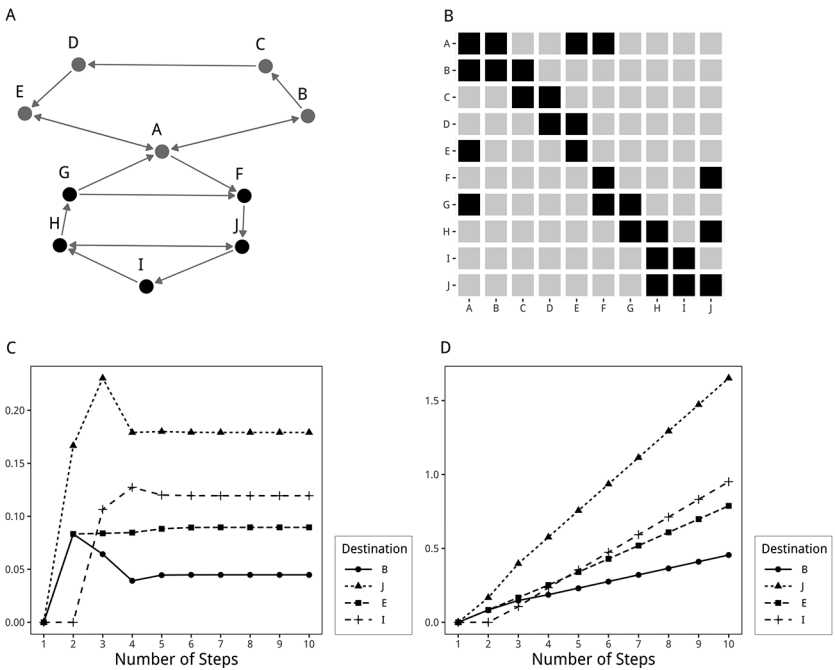 A
B
D
C
E
B
A
G
F
H
J
I
A
B
C
D
E
F
G
H
I
J
A B C D E F G H I J
C
D
0.20
0.15
0.10
0.05
0.00
1 2 3 4 5 6 7 8 9 10
Number of Steps
Destination
B
J
E
I
1.5
1.0
0.5
0.0
1 2 3 4 5 6 7 8 9 10
Number of Steps
Destination
B
J
E
I